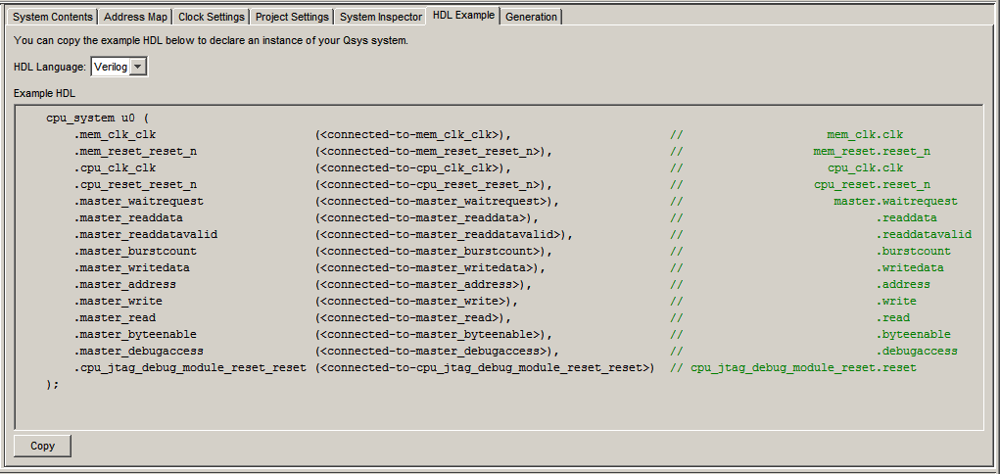 System Contents Address Map Clock Settings Project Settings System Inspector HDL Example Generation
You can copy the example HDL below to declare an instance of your Qsys system.
HDL Language: Verilog
Example HDL
cpu_system u0 (
.mem_clk_clk (<connected-to-mem_clk_clk>), // mem_clk.clk
.mem_reset_reset_n (<connected-to-mem_reset_reset_n>), // mem_reset.reset_n
.cpu_clk_clk (<connected-to-cpu_clk_clk>), // cpu_clk.clk
.cpu_reset_reset_n (<connected-to-cpu_reset_reset_n>), // cpu_reset.reset_n
.master_waitrequest (<connected-to-master_waitrequest>), // master.waitrequest
.master_readdata (<connected-to-master_readdata>), // .readdata
.master_readdatavalid (<connected-to-master_readdatavalid>), // .readdatavalid
.master_burstcount (<connected-to-master_burstcount>), // .burstcount
.master_writedata (<connected-to-master_writedata>), // .writedata
.master_address (<connected-to-master_address>), // .address
.master_write (<connected-to-master_write>), // .write
.master_read (<connected-to-master_read>), // .read
.master_byteenable (<connected-to-master_byteenable>), // .byteenable
.master_debugaccess (<connected-to-master_debugaccess>), // .debugaccess
.cpu_jtag_debug_module_reset_reset (<connected-to-cpu_jtag_debug_module_reset_reset>) // cpu_jtag_debug_module_reset.reset
);
Copy